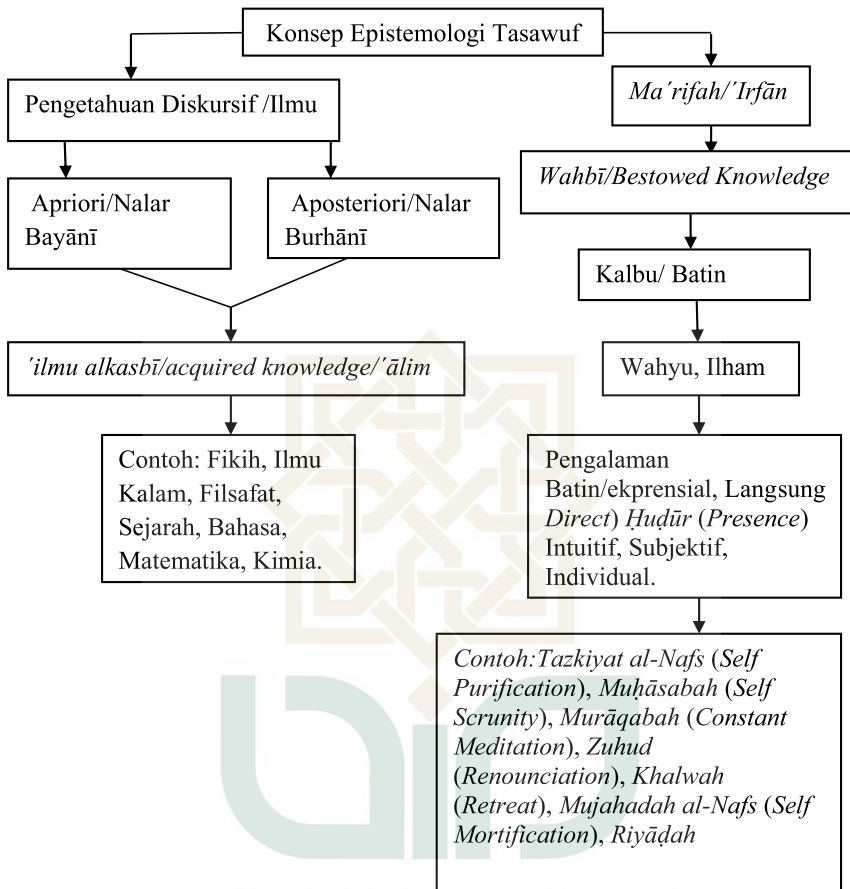 Konsep Epistemologi Tasawuf
Pengetahuan Diskursif /Ilmu
Apriori/Nalar
Bayānī
Aposteriori/Nalar
Burhānī
´ilmu alkasbī/acquired knowledge/´ālim
Contoh: Fikih, Ilmu
Kalam, Filsafat,
Sejarah, Bahasa,
Matematika, Kimia.
Ma´rifah/´Irfān
Wahbī/Bestowed Knowledge
Kalbu/ Batin
Wahyu, Ilham
Pengalaman
Batin/ekprensial, Langsung
Direct) Ḥuḍūr (Presence)
Intuitif, Subjektif,
Individual.
Contoh:Tazkiyat al-Nafs (Self
Purification), Muḥāsabah (Self
Scrunity), Murāqabah (Constant
Meditation), Zuhud
(Renounciation), Khalwah
(Retreat), Mujahadah al-Nafs (Self
Mortification), Riyāḍah